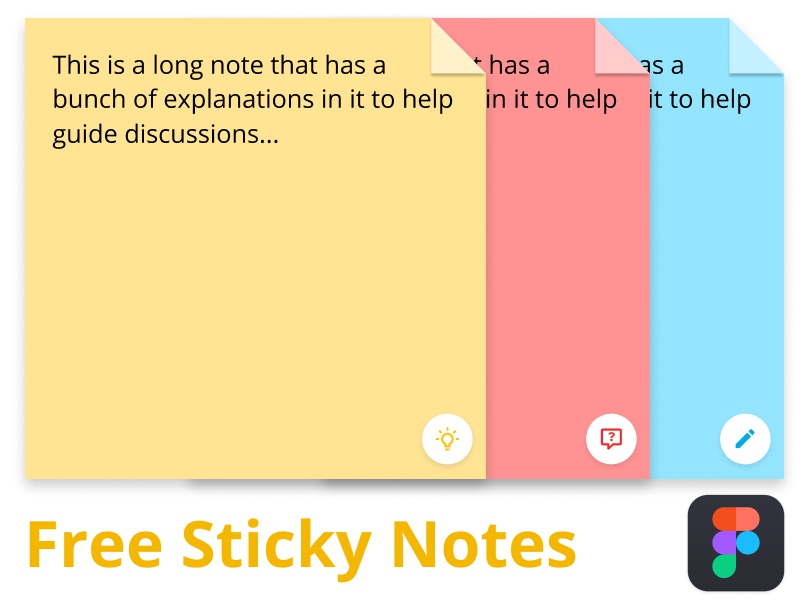 This is a long note that has a
bunch of explanations in it to help
guide discussions...
has a
in it to help
as a
it to help
?
Free Sticky Notes